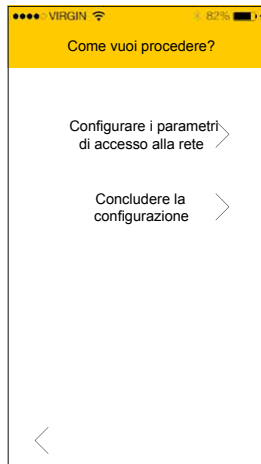 VIRGIN 82%
Come vuoi procedere?
Configurare i parametri
di accesso alla rete
Concludere la
configurazione